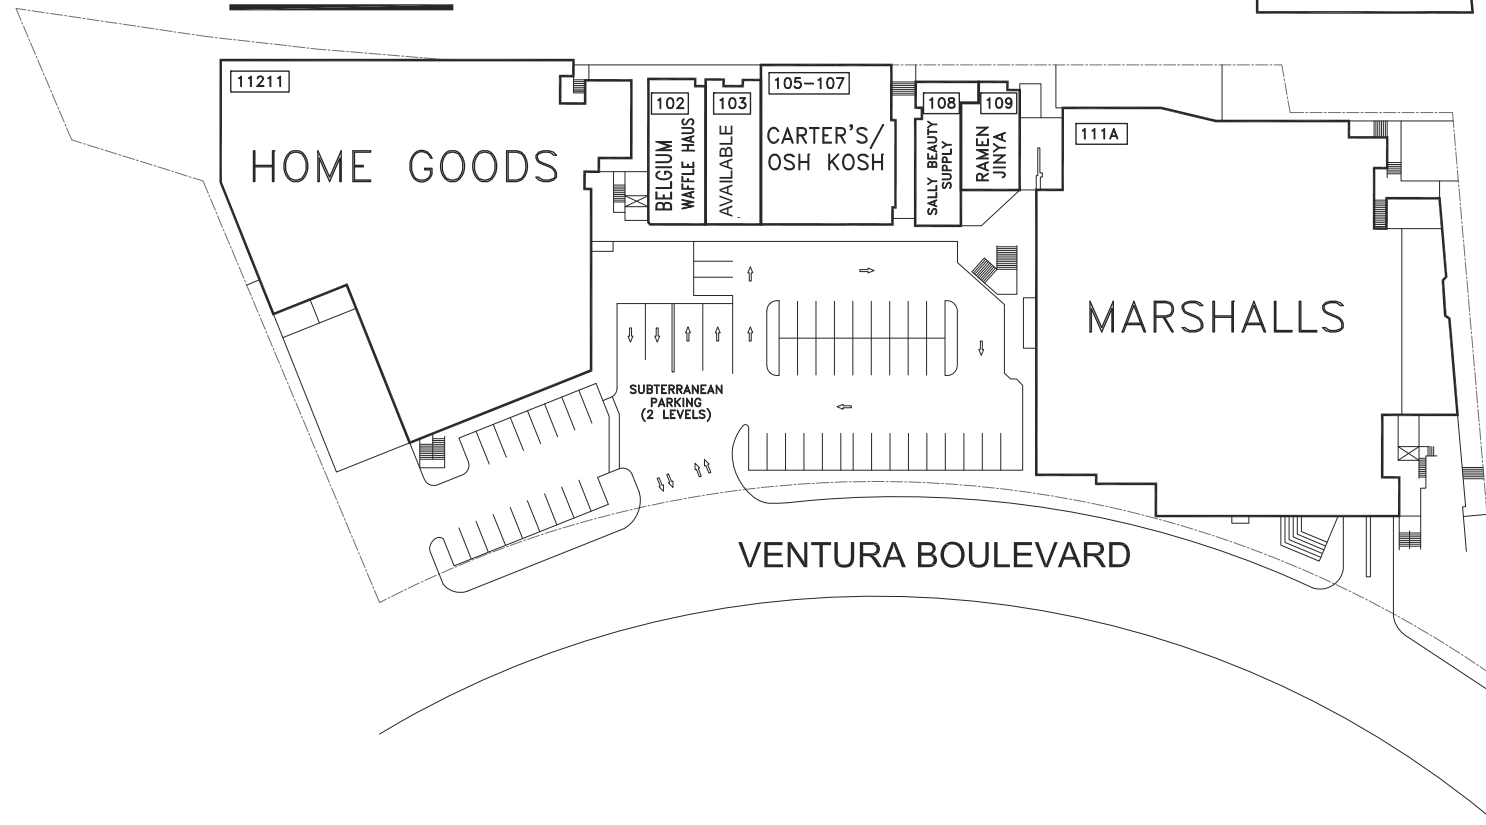 11211
HOME GOODS
102
BELGIUM
WAFFLE HAUS
103
AVAILABLE
105-107
CARTER'S/
OSH KOSH
108
SALLY BEAUTY
SUPPLY
109
RAMEN
JINYA
111A
MARSHALLS
SUBTERRANEAN
PARKING
(2 LEVELS)
VENTURA BOULEVARD